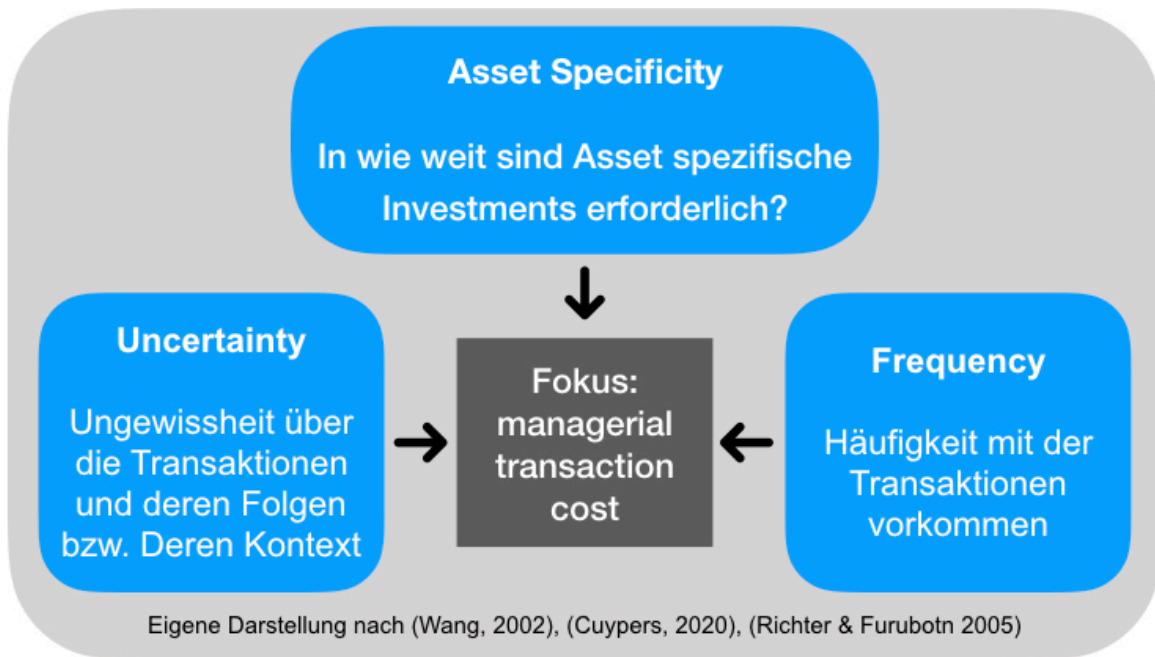 Asset Specificity
In wie weit sind Asset spezifische
Investments erforderlich?
Uncertainty
Ungewissheit über
die Transaktionen
und deren Folgen
bzw. Deren Kontext
Fokus:
managerial
transaction
cost
Frequency
Häufigkeit mit der
Transaktionen
vorkommen
Eigene Darstellung nach (Wang, 2002), (Cuypers, 2020), (Richter & Furubotn 2005)